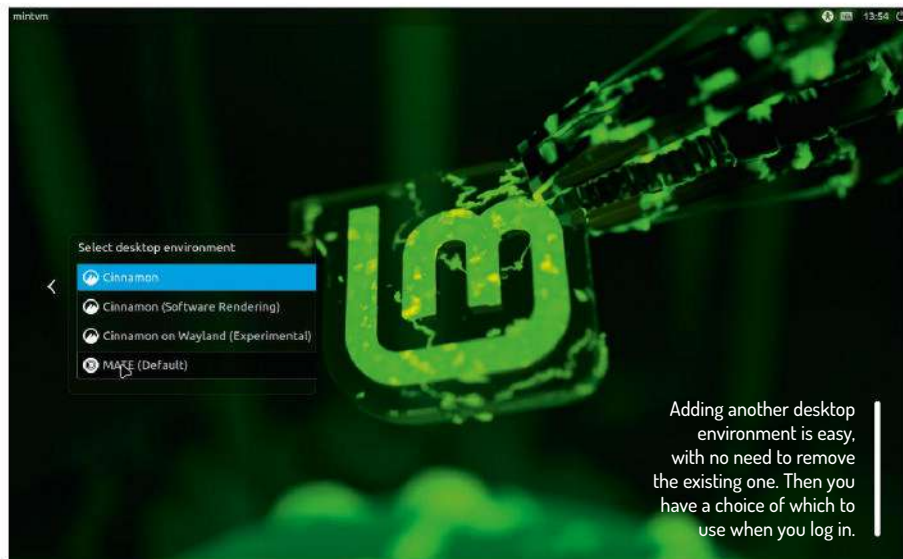 mintvm
13:54
Select desktop environment
Cinnamon
Cinnamon (Software Rendering)
Cinnamon on Wayland (Experimental)
MATE (Default)
Adding another desktop
environment is easy,
with no need to remove
the existing one. Then you
have a choice of which to
use when you log in.